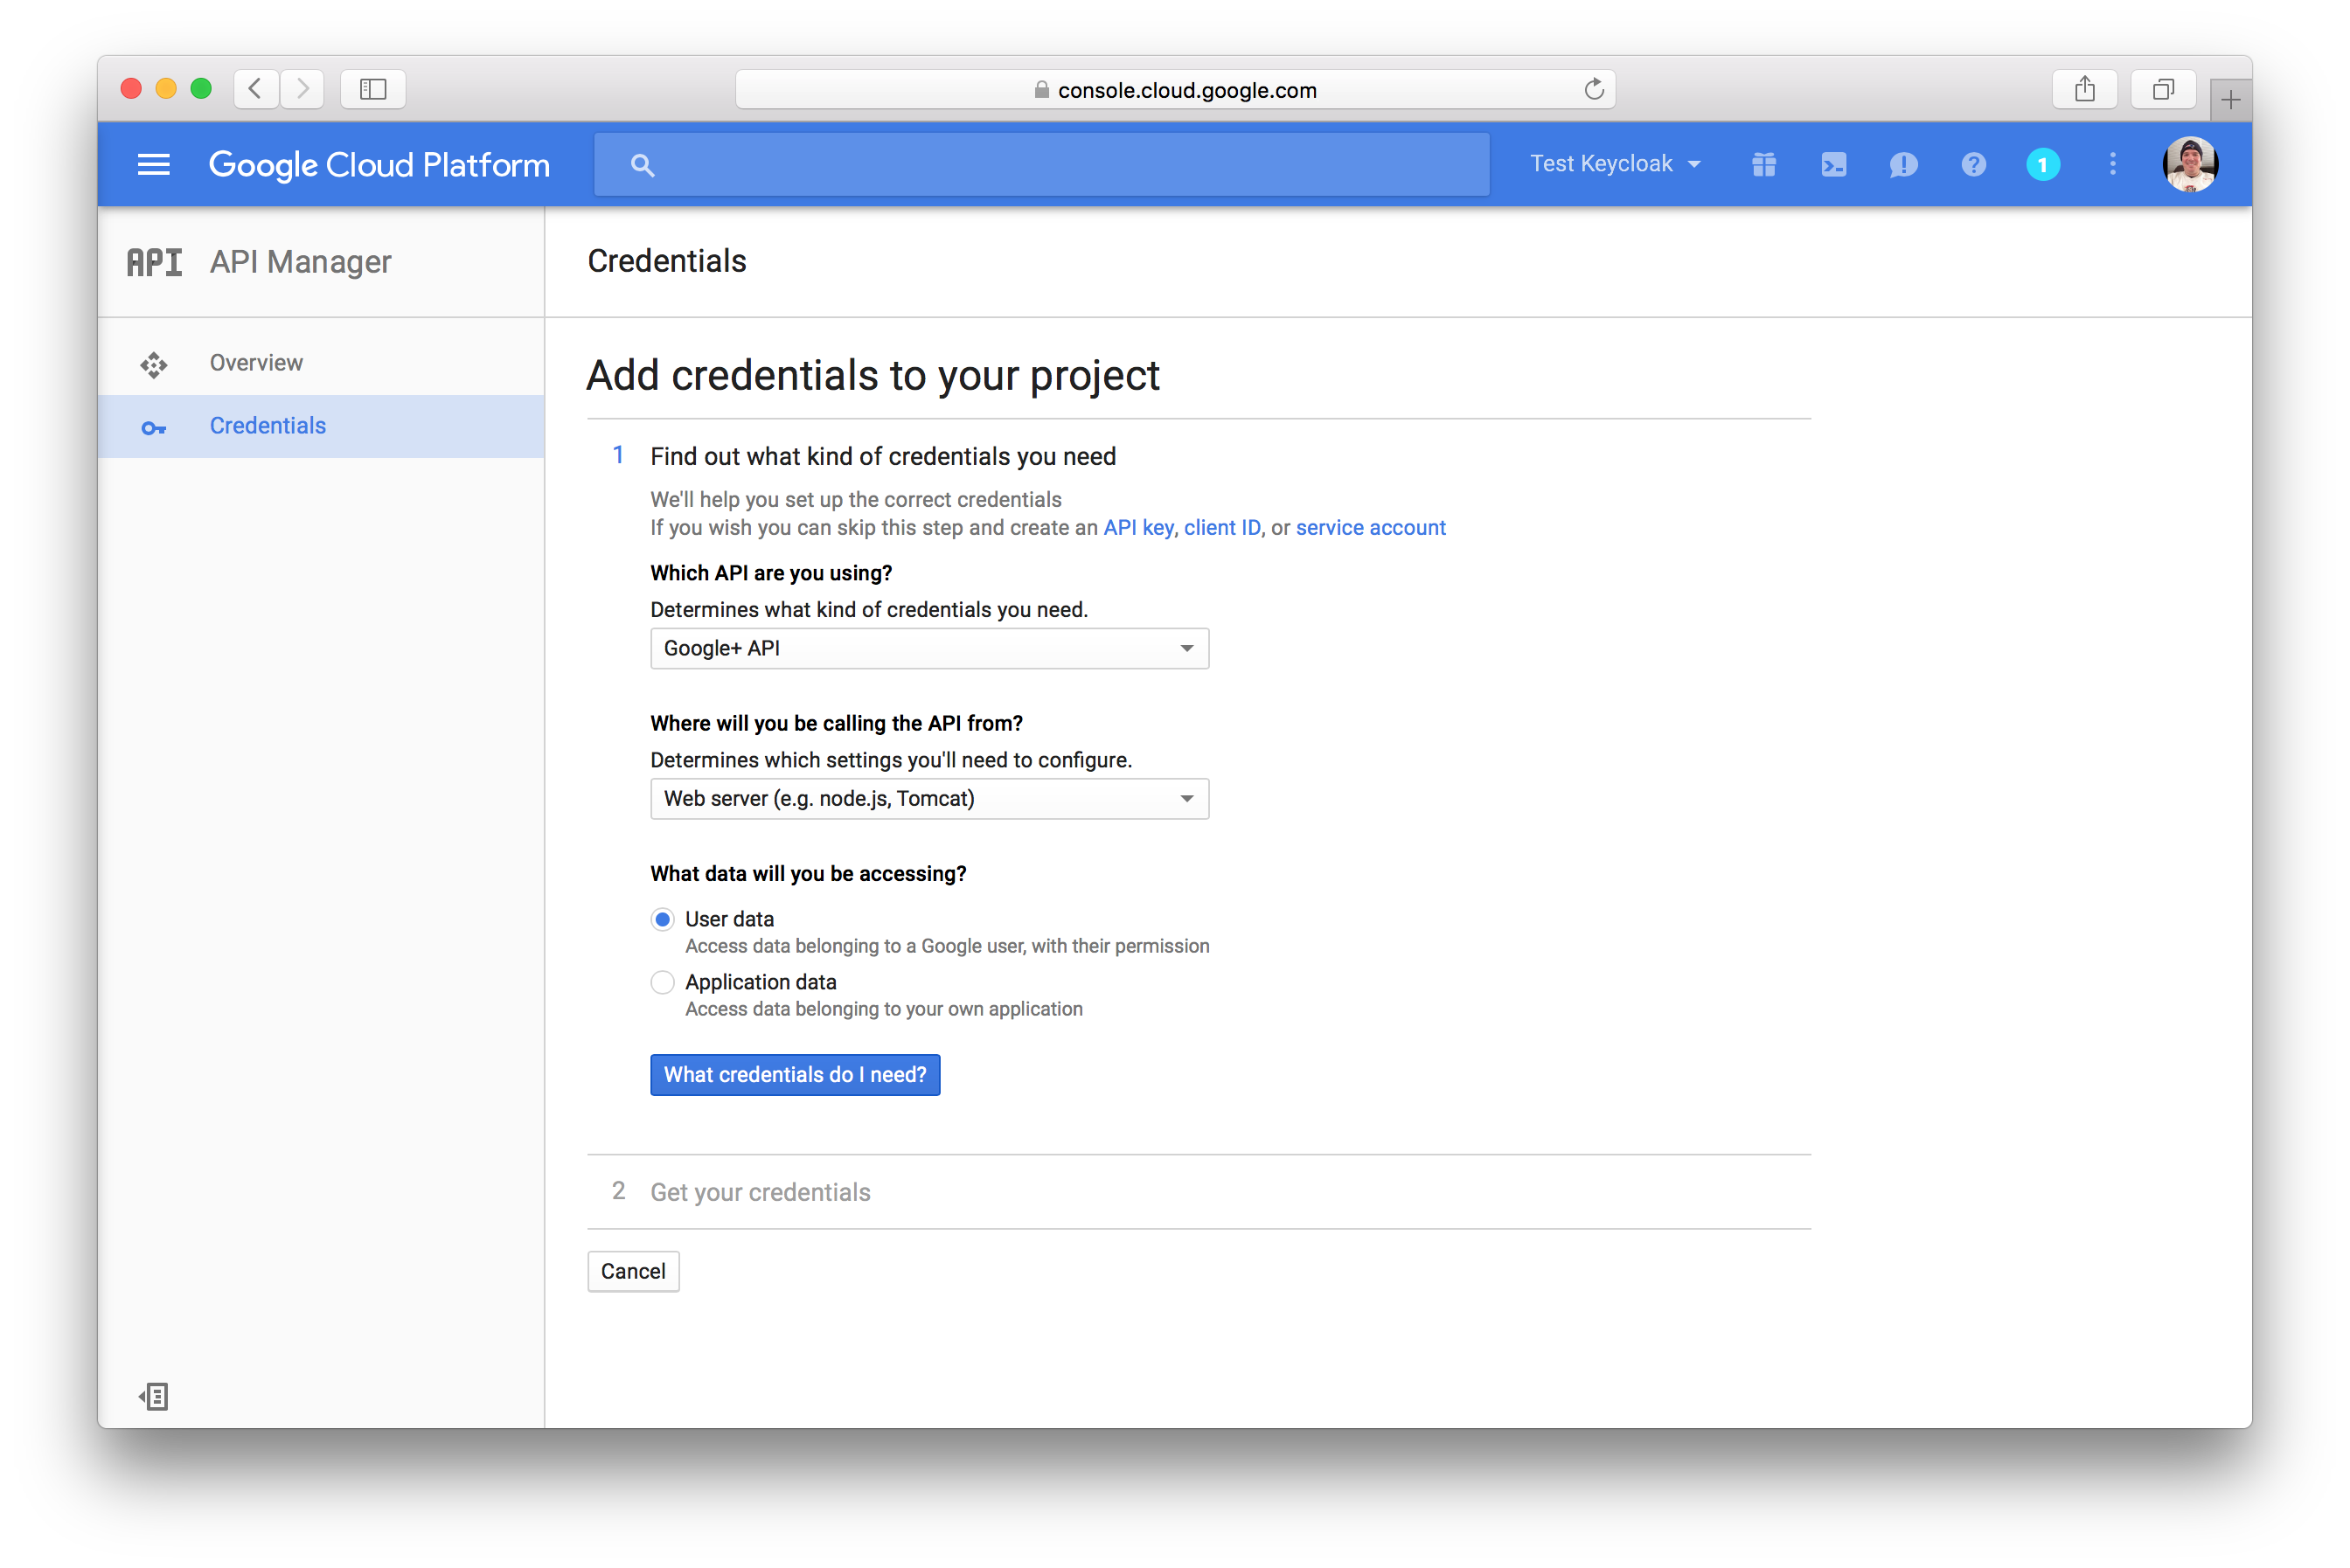 console.cloud.google.com
Google Cloud Platform
Test Keycloak
1
API API Manager
Credentials
Overview
Credentials
Add credentials to your project
1 Find out what kind of credentials you need
We'll help you set up the correct credentials
If you wish you can skip this step and create an API key, client ID, or service account
Which API are you using?
Determines what kind of credentials you need.
Google+ API
Where will you be calling the API from?
Determines which settings you'll need to configure.
Web server (e.g. node.js, Tomcat)
What data will you be accessing?
User data
Access data belonging to a Google user, with their permission
Application data
Access data belonging to your own application
What credentials do I need?
2 Get your credentials
Cancel